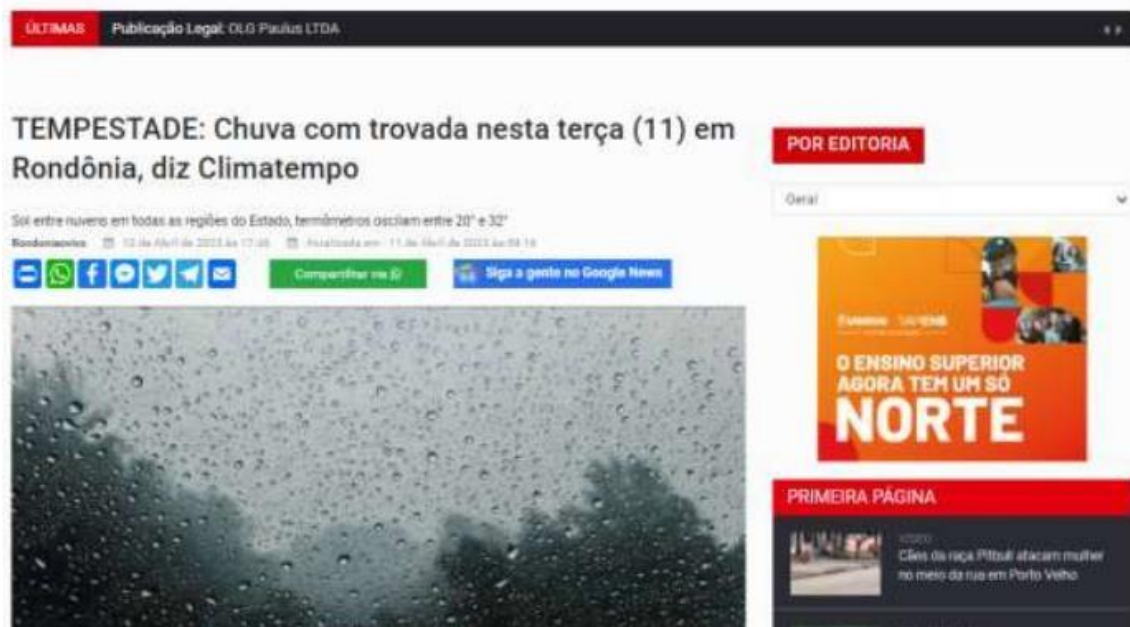 ÚLTIMAS Publicação Legal: OLG Paulus LTDA
TEMPESTADE: Chuva com trovada nesta terça (11) em
Rondônia, diz Climatempo
Sol entre nuvens em todas as regiões do Estado, termômetros oscilam entre 20° e 32°
Rondoniaovivo
Compartilhar no
Siga a gente no Google News
POR EDITORIA
Geral
O ENSINO SUPERIOR
AGORA TEM UM SÓ
NORTE
PRIMEIRA PÁGINA
VÍDEO
Cães da raça Pitbull atacam mulher
no meio da rua em Porto Velho